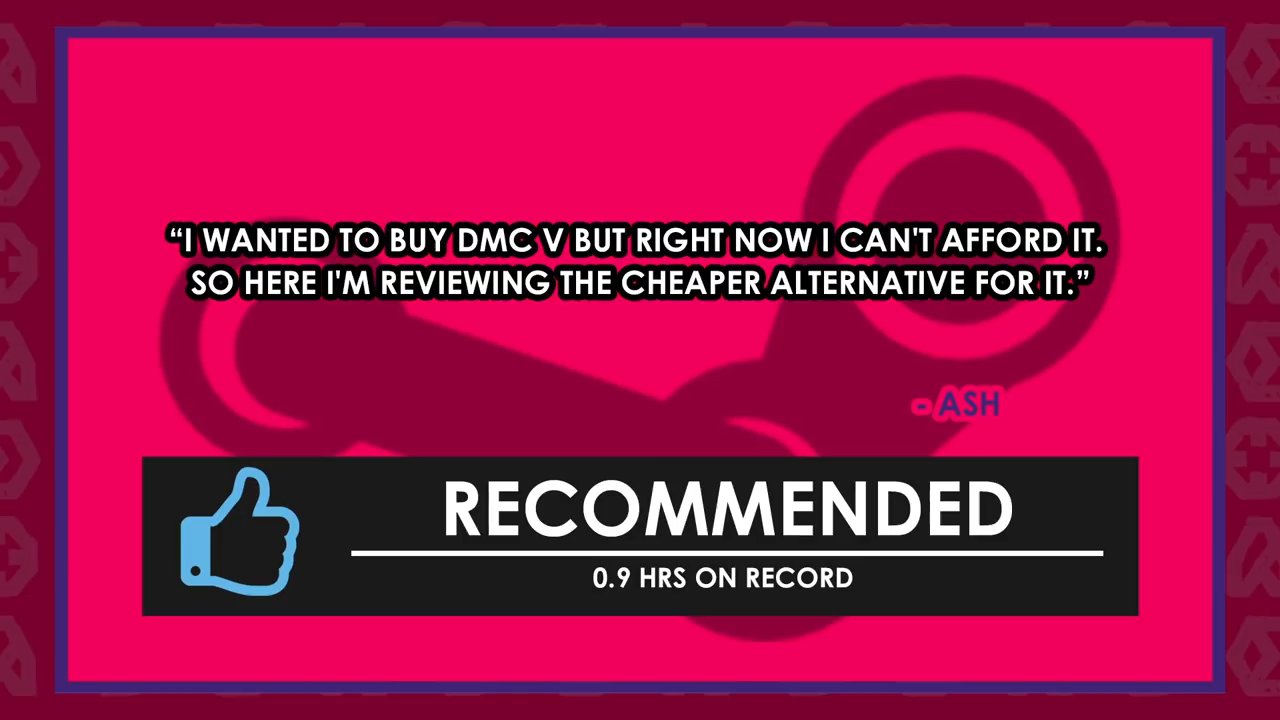 “I WANTED TO BUY DMC V BUT RIGHT NOW I CAN'T AFFORD IT.
SO HERE I'M REVIEWING THE CHEAPER ALTERNATIVE FOR IT.”
- ASH
RECOMMENDED
0.9 HRS ON RECORD